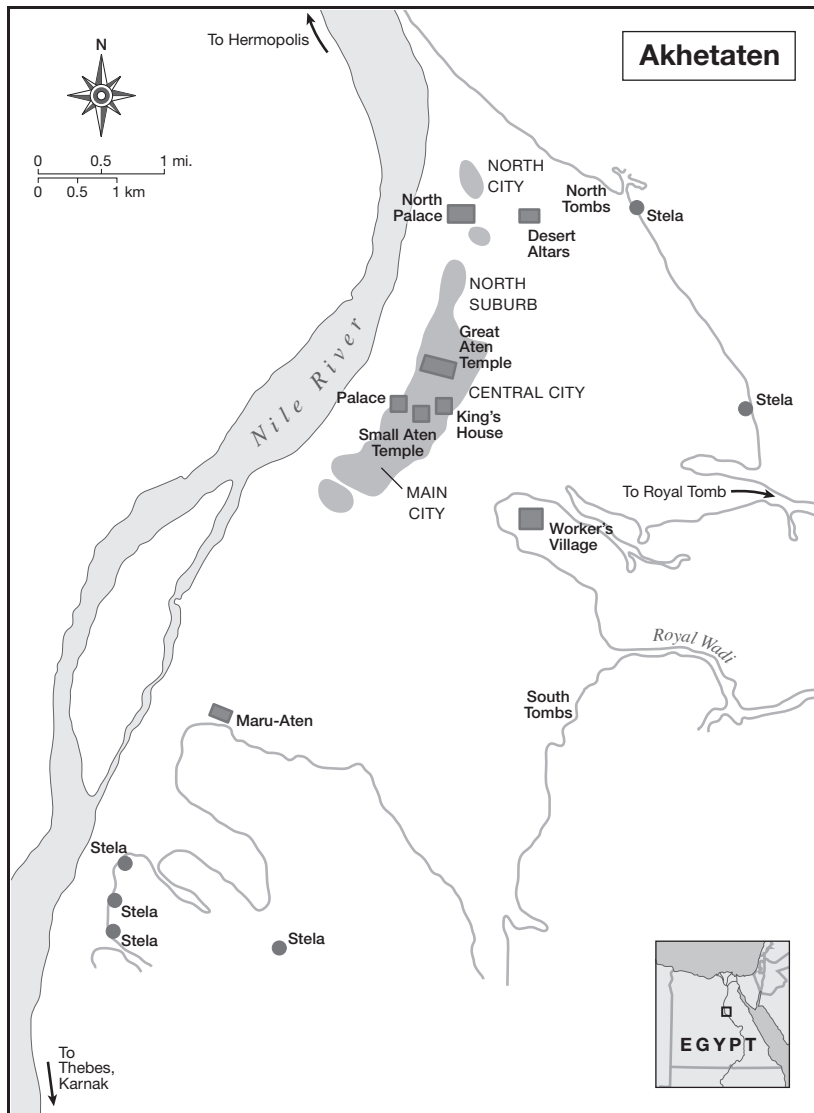 To Hermopolis
Akhetaten
N
0 0.5 1 mi.
0 0.5 1 km
NORTH
CITY
North
Palace
North
Tombs
Stela
Desert
Altars
NORTH
SUBURB
Great
Aten
Temple
Nile River
Palace
CENTRAL CITY
King's
House
Small Aten
Temple
Stela
MAIN
CITY
To Royal Tomb
Worker's
Village
Royal Wadi
South
Tombs
Maru-Aten
Stela
Stela
Stela
Stela
EGYPT
To
Thebes,
Karnak